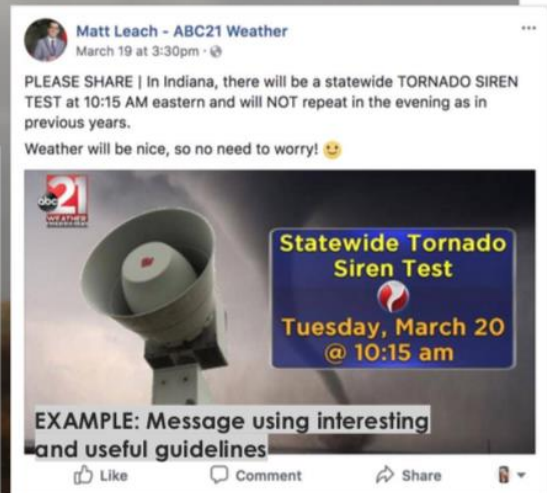 Matt Leach - ABC21 Weather
March 19 at 3:30pm ·
PLEASE SHARE | In Indiana, there will be a statewide TORNADO SIREN
TEST at 10:15 AM eastern and will NOT repeat in the evening as in
previous years.
Weather will be nice, so no need to worry!
abc 21
WEATHER
Statewide Tornado
Siren Test
Tuesday, March 20
@ 10:15 am
EXAMPLE: Message using interesting
and useful guidelines
Like Comment Share